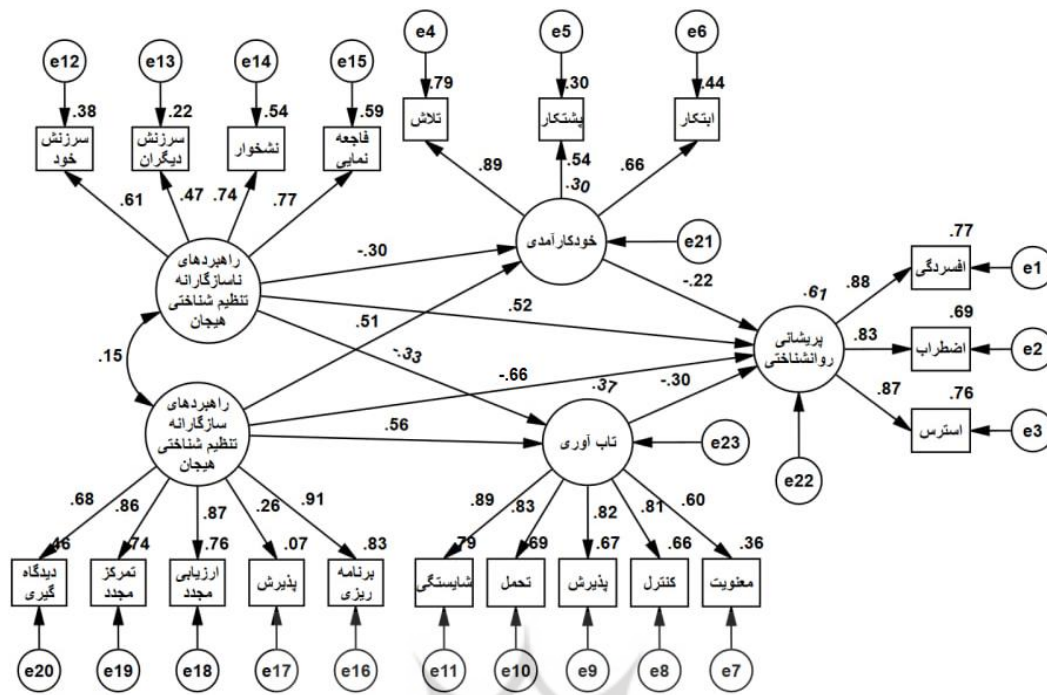 e12
e13
e14
e15
e4
e5
e6
.38
.22
.54
.59
.79
.30
.44
سرزنش
خود
سرزنش
دیگران
نشخوار
فاجعه
نمایی
تلاش
پشتکار
ابتکار
.61
.47
.74
.77
.89
.54
.66
.30
راهبردهای
ناسازگارانه
تنظیم شناختی
هیجان
خودکارآمدی
e21
-.30
.52
-.22
.51
-.33
.15
-.66
.56
-.30
.37
.61
پریشانی
روانشناختی
e22
.77
افسردگی
e1
.88
.69
اضطراب
e2
.83
.76
استرس
e3
.87
راهبردهای
سازگارانه
تنظیم شناختی
هیجان
تاب آوری
e23
.68
.86
.87
.26
.91
.89
.83
.82
.81
.60
.46
.74
.76
.07
.83
.79
.69
.67
.66
.36
دیدگاه
گیری
تمرکز
مجدد
ارزیابی
مجدد
پذیرش
برنامه
ریزی
شایستگی
تحمل
پذیرش
کنترل
معنویت
e20
e19
e18
e17
e16
e11
e10
e9
e8
e7